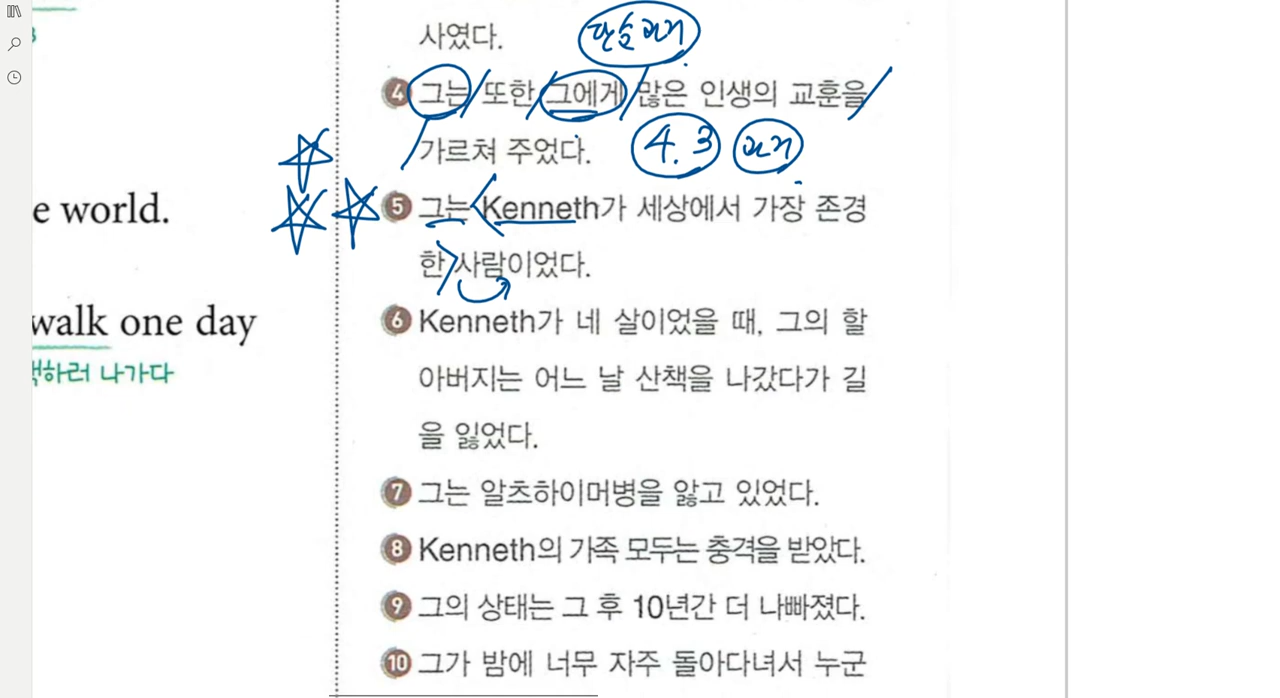 사였다.
단순과거
4 그는 또한 그에게 많은 인생의 교훈을
가르쳐 주었다. 4.3 과거
5 그는 Kenneth가 세상에서 가장 존경
한 사람이었다.
6 Kenneth가 네 살이었을 때, 그의 할
아버지는 어느 날 산책을 나갔다가 길
을 잃었다.
7 그는 알츠하이머병을 앓고 있었다.
8 Kenneth의 가족 모두는 충격을 받았다.
9 그의 상태는 그 후 10년간 더 나빠졌다.
10 그가 밤에 너무 자주 돌아다녀서 누군
e world.
walk one day
하러 나가다